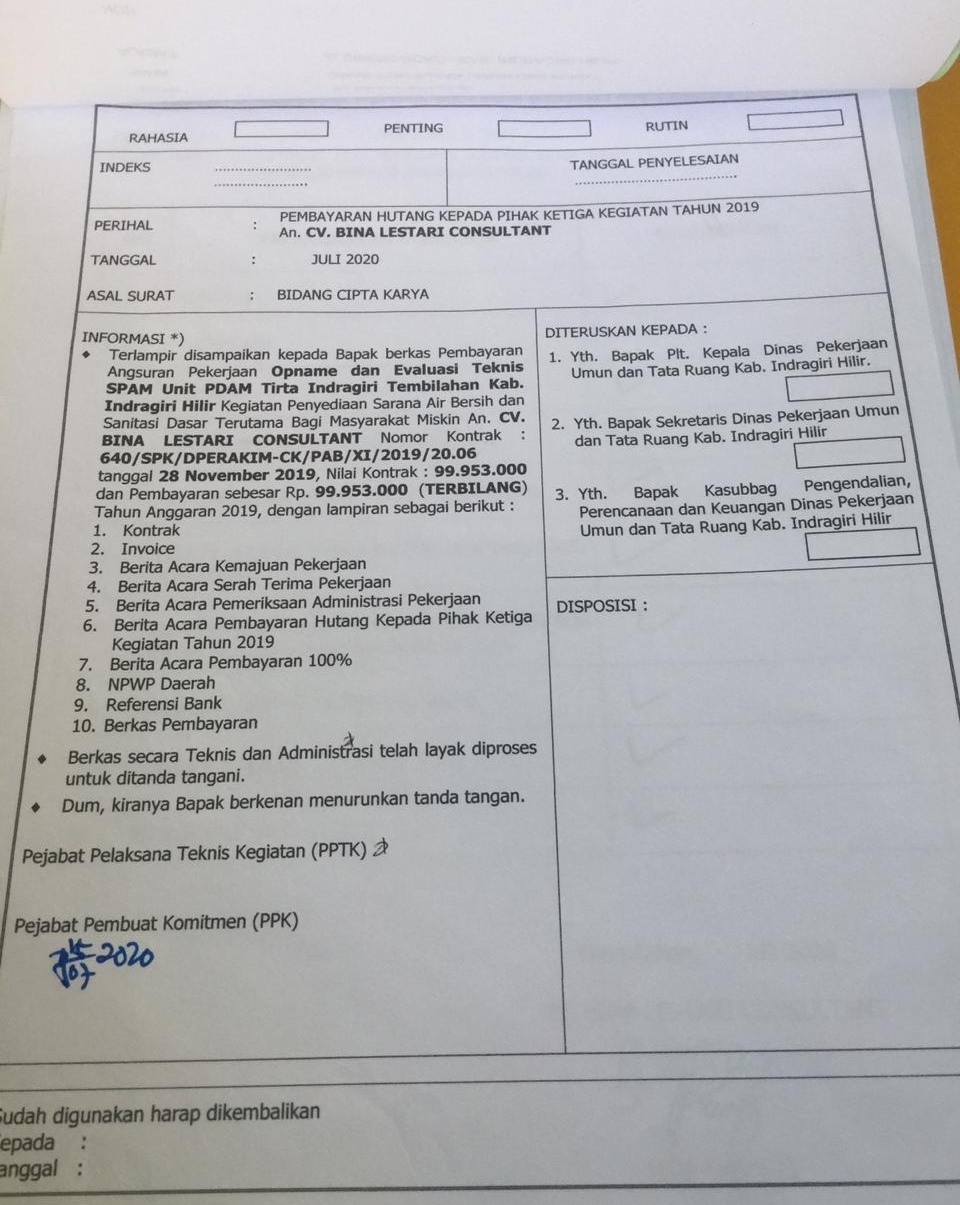 RAHASIA PENTING RUTIN
INDEKS ........................ TANGGAL PENYELESAIAN
........................ ........................................
PERIHAL : PEMBAYARAN HUTANG KEPADA PIHAK KETIGA KEGIATAN TAHUN 2019
An. CV. BINA LESTARI CONSULTANT
TANGGAL : JULI 2020
ASAL SURAT : BIDANG CIPTA KARYA
INFORMASI *)
◆ Terlampir disampaikan kepada Bapak berkas Pembayaran
Angsuran Pekerjaan Opname dan Evaluasi Teknis
SPAM Unit PDAM Tirta Indragiri Tembilahan Kab.
Indragiri Hilir Kegiatan Penyediaan Sarana Air Bersih dan
Sanitasi Dasar Terutama Bagi Masyarakat Miskin An. CV.
BINA LESTARI CONSULTANT Nomor Kontrak :
640/SPK/DPERAKIM-CK/PAB/XI/2019/20.06
tanggal 28 November 2019, Nilai Kontrak : 99.953.000
dan Pembayaran sebesar Rp. 99.953.000 (TERBILANG)
Tahun Anggaran 2019, dengan lampiran sebagai berikut :
1. Kontrak
2. Invoice
3. Berita Acara Kemajuan Pekerjaan
4. Berita Acara Serah Terima Pekerjaan
5. Berita Acara Pemeriksaan Administrasi Pekerjaan
6. Berita Acara Pembayaran Hutang Kepada Pihak Ketiga
Kegiatan Tahun 2019
7. Berita Acara Pembayaran 100%
8. NPWP Daerah
9. Referensi Bank
10. Berkas Pembayaran
◆ Berkas secara Teknis dan Administrasi telah layak diproses
untuk ditanda tangani.
◆ Dum, kiranya Bapak berkenan menurunkan tanda tangan.
Pejabat Pelaksana Teknis Kegiatan (PPTK)
Pejabat Pembuat Komitmen (PPK)
15/07 2020
DITERUSKAN KEPADA :
1. Yth. Bapak Plt. Kepala Dinas Pekerjaan
Umun dan Tata Ruang Kab. Indragiri Hilir.
2. Yth. Bapak Sekretaris Dinas Pekerjaan Umun
dan Tata Ruang Kab. Indragiri Hilir
3. Yth. Bapak Kasubbag Pengendalian,
Perencanaan dan Keuangan Dinas Pekerjaan
Umun dan Tata Ruang Kab. Indragiri Hilir
DISPOSISI :
Sudah digunakan harap dikembalikan
epada :
anggal :